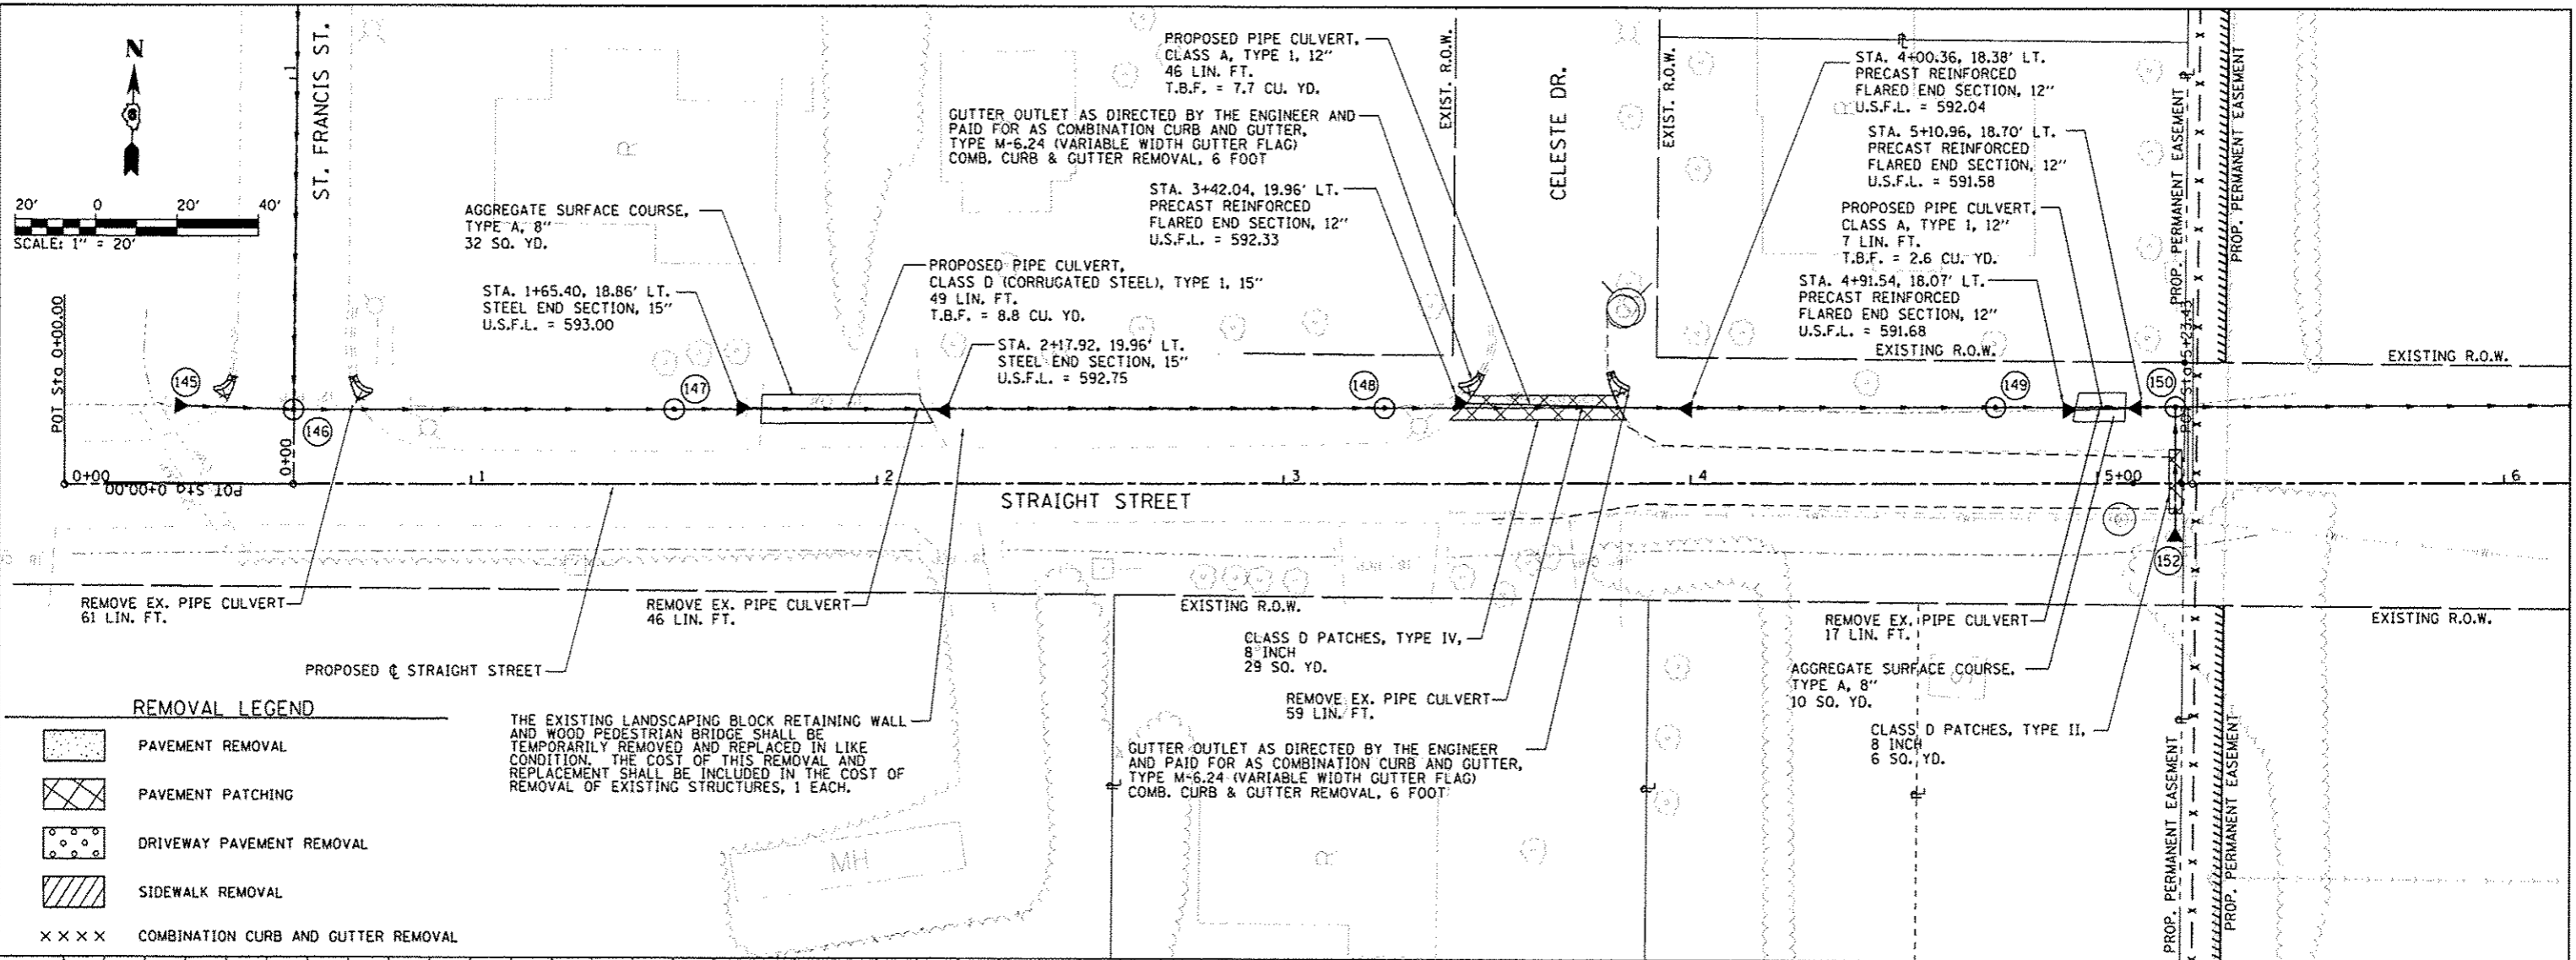 N
ST. FRANCIS ST.
20' 0 20' 40'
SCALE: 1" = 20'
POT Sta 0+00.00
AGGREGATE SURFACE COURSE,
TYPE A, 8"
32 SQ. YD.
STA. 1+65.40, 18.86' LT.
STEEL END SECTION, 15"
U.S.F.L. = 593.00
R
PROPOSED PIPE CULVERT,
CLASS A, TYPE 1, 12"
46 LIN. FT.
T.B.F. = 7.7 CU. YD.
GUTTER OUTLET AS DIRECTED BY THE ENGINEER AND
PAID FOR AS COMBINATION CURB AND GUTTER,
TYPE M-6.24 (VARIABLE WIDTH GUTTER FLAG)
COMB. CURB & GUTTER REMOVAL, 6 FOOT
STA. 3+42.04, 19.96' LT.
PRECAST REINFORCED
FLARED END SECTION, 12"
U.S.F.L. = 592.33
PROPOSED PIPE CULVERT,
CLASS D (CORRUGATED STEEL), TYPE 1, 15"
49 LIN. FT.
T.B.F. = 8.8 CU. YD.
STA. 2+17.92, 19.96' LT.
STEEL END SECTION, 15"
U.S.F.L. = 592.75
EXIST. R.O.W.
CELESTE DR.
EXIST. R.O.W.
STA. 4+00.36, 18.38' LT.
PRECAST REINFORCED
FLARED END SECTION, 12"
U.S.F.L. = 592.04
STA. 5+10.96, 18.70' LT.
PRECAST REINFORCED
FLARED END SECTION, 12"
U.S.F.L. = 591.58
PROPOSED PIPE CULVERT,
CLASS A, TYPE 1, 12"
7 LIN. FT.
T.B.F. = 2.6 CU. YD.
STA. 4+91.54, 18.07' LT.
PRECAST REINFORCED
FLARED END SECTION, 12"
U.S.F.L. = 591.68
EXISTING R.O.W.
PROP. PERMANENT EASEMENT
PROP. PERMANENT EASEMENT
EXISTING R.O.W.
145
146
147
148
149
150
152
0+00
0+00
POT Sta 0+00.00
1
2
3
4
5+00
6
STRAIGHT STREET
REMOVE EX. PIPE CULVERT
61 LIN. FT.
REMOVE EX. PIPE CULVERT
46 LIN. FT.
PROPOSED ℄ STRAIGHT STREET
EXISTING R.O.W.
CLASS D PATCHES, TYPE IV,
8 INCH
29 SQ. YD.
REMOVE EX. PIPE CULVERT
59 LIN. FT.
REMOVE EX. PIPE CULVERT
17 LIN. FT.
AGGREGATE SURFACE COURSE,
TYPE A, 8"
10 SQ. YD.
CLASS D PATCHES, TYPE II,
8 INCH
6 SQ. YD.
EXISTING R.O.W.
THE EXISTING LANDSCAPING BLOCK RETAINING WALL
AND WOOD PEDESTRIAN BRIDGE SHALL BE
TEMPORARILY REMOVED AND REPLACED IN LIKE
CONDITION. THE COST OF THIS REMOVAL AND
REPLACEMENT SHALL BE INCLUDED IN THE COST OF
REMOVAL OF EXISTING STRUCTURES, 1 EACH.
GUTTER OUTLET AS DIRECTED BY THE ENGINEER
AND PAID FOR AS COMBINATION CURB AND GUTTER,
TYPE M-6.24 (VARIABLE WIDTH GUTTER FLAG)
COMB. CURB & GUTTER REMOVAL, 6 FOOT
MH
R
PROP. PERMANENT EASEMENT
PROP. PERMANENT EASEMENT
REMOVAL LEGEND
PAVEMENT REMOVAL
PAVEMENT PATCHING
DRIVEWAY PAVEMENT REMOVAL
SIDEWALK REMOVAL
×××× COMBINATION CURB AND GUTTER REMOVAL